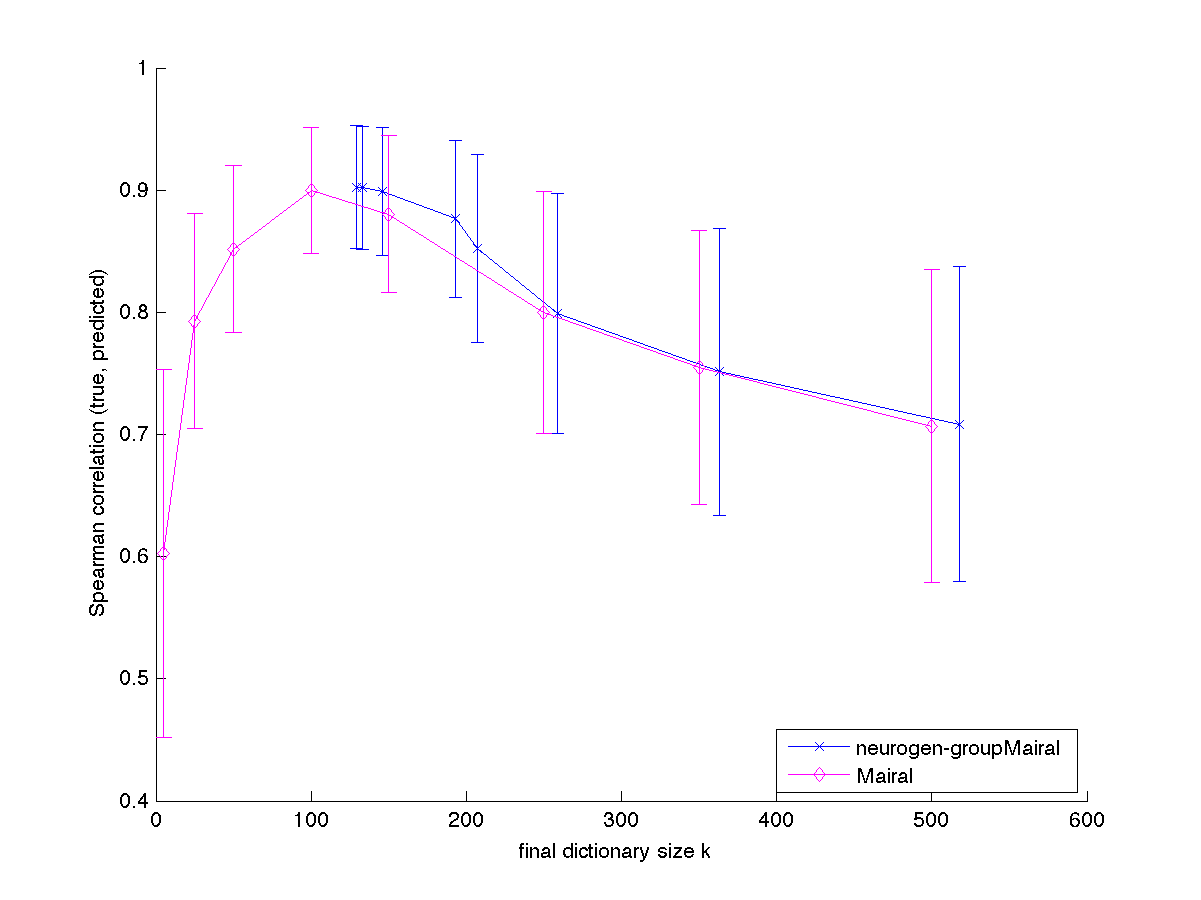 Spearman correlation (true, predicted)
1
0.9
0.8
0.7
0.6
0.5
0.4
0 100 200 300 400 500 600
final dictionary size k
neurogen-groupMairal
Mairal